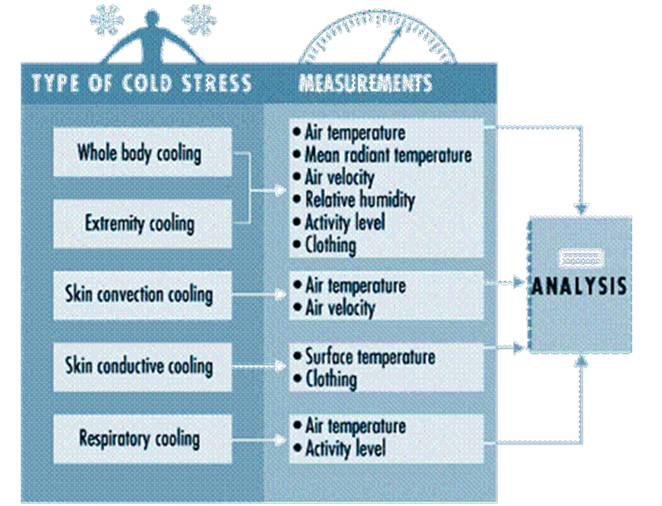 TYPE OF COLD STRESS
MEASUREMENTS
Whole body cooling
Extremity cooling
• Air temperature
• Mean radiant temperature
• Air velocity
• Relative humidity
• Activity level
• Clothing
Skin convection cooling
• Air temperature
• Air velocity
Skin conductive cooling
• Surface temperature
• Clothing
Respiratory cooling
• Air temperature
• Activity level
ANALYSIS